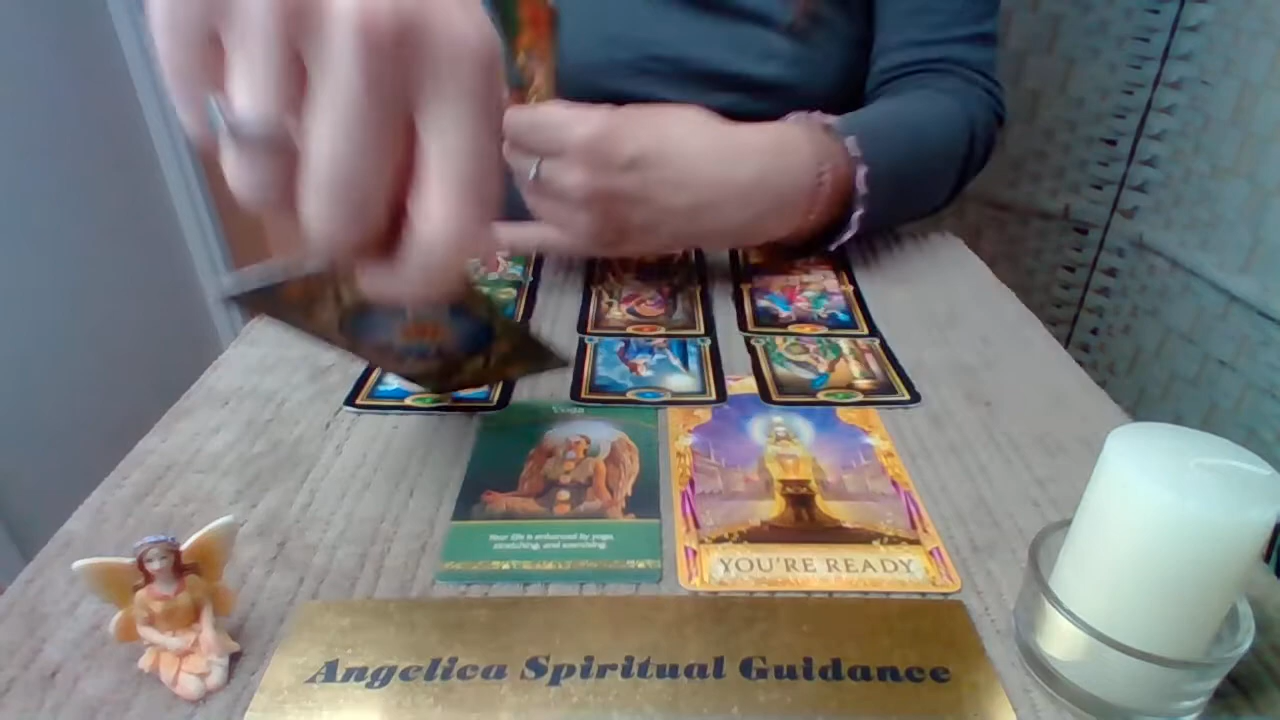 Yoga
Your life is enhanced by yoga,
stretching, and exercising.
YOU'RE READY
Angelica Spiritual Guidance